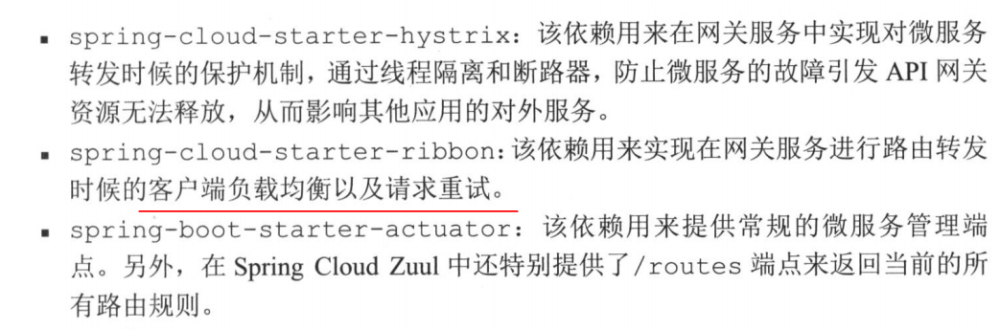 ▪ spring-cloud-starter-hystrix：该依赖用来在网关服务中实现对微服务
转发时候的保护机制，通过线程隔离和断路器，防止微服务的故障引发 API 网关
资源无法释放，从而影响其他应用的对外服务。
▪ spring-cloud-starter-ribbon：该依赖用来实现在网关服务进行路由转发
时候的客户端负载均衡以及请求重试。
▪ spring-boot-starter-actuator：该依赖用来提供常规的微服务管理端
点。另外，在 Spring Cloud Zuul 中还特别提供了/routes 端点来返回当前的所
有路由规则。